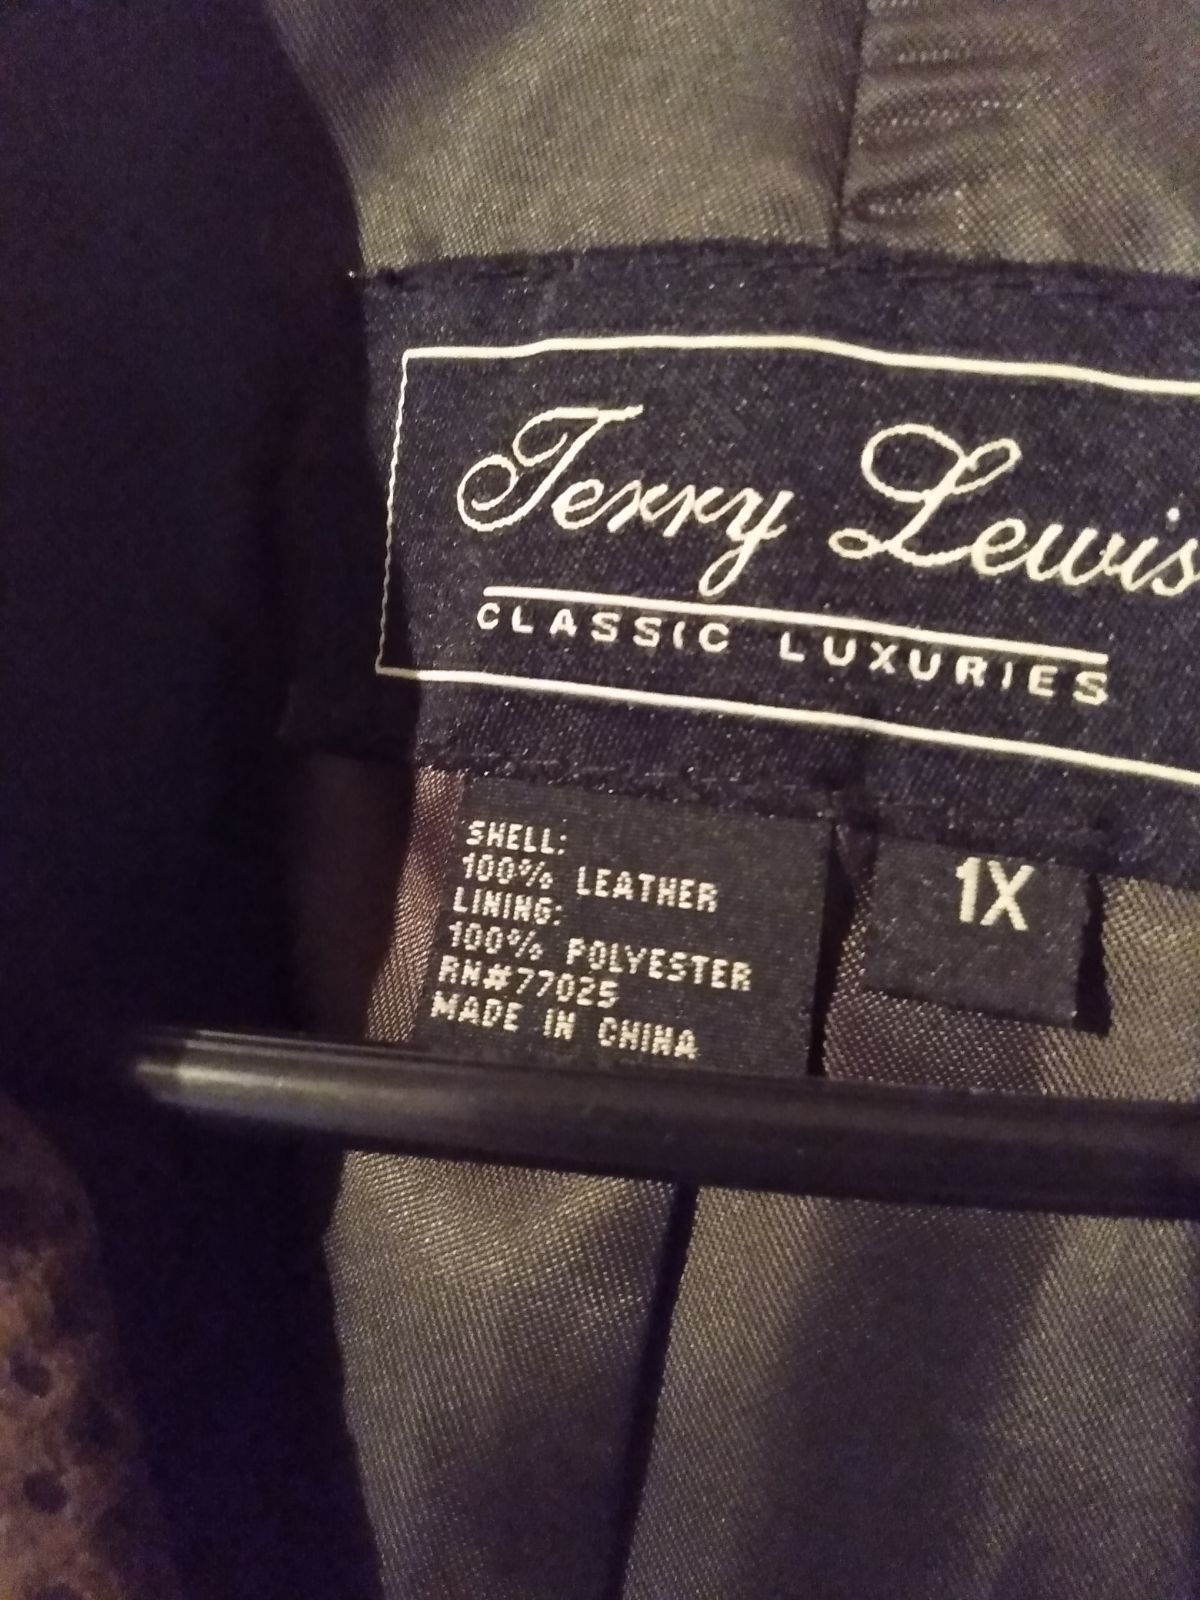 Terry Lewis
CLASSIC LUXURIES
SHELL:
100% LEATHER
LINING:
100% POLYESTER
RN#77025
MADE IN CHINA
1X